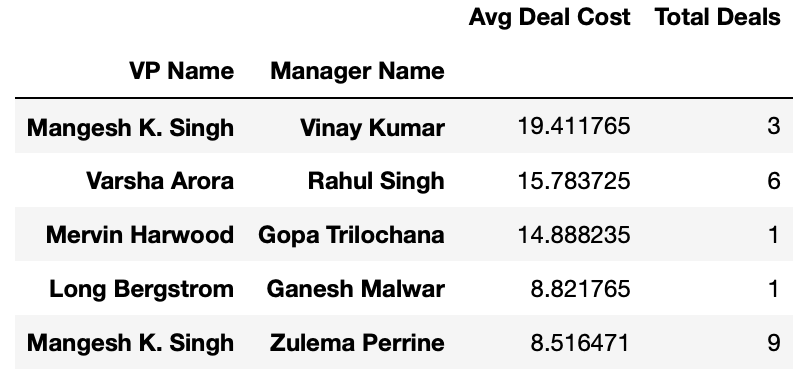 Avg Deal Cost Total Deals
VP Name Manager Name
Mangesh K. Singh Vinay Kumar 19.411765 3
Varsha Arora Rahul Singh 15.783725 6
Mervin Harwood Gopa Trilochana 14.888235 1
Long Bergstrom Ganesh Malwar 8.821765 1
Mangesh K. Singh Zulema Perrine 8.516471 9